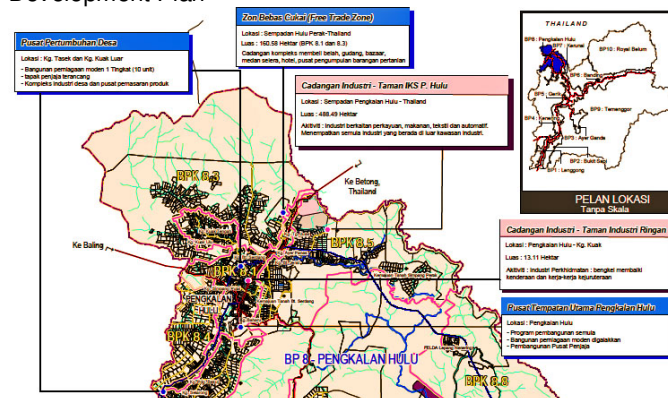 Development Plan
Zon Bebas Cukai (Free Trade Zone)
Lokasi : Sempadan Hulu Perak-Thailand
Luas : 160.58 Hektar (BPK 8.1 dan 8.3)
Cadangan kompleks membeli belah, gudang, bazaar,
medan selera, hotel, pusat pengumpulan barangan pertanian
Pusat Pertumbuhan Desa
Lokasi : Kg. Tasek dan Kg. Kuak Luar
- Bangunan perniagaan moden 1 Tingkat (10 unit)
- tapak penjaja terancang
- Kompleks industri desa dan pusat pemasaran produk
Cadangan Industri - Taman IKS P. Hulu
Lokasi : Sempadan Pengkalan Hulu - Thailand
Luas : 488.49 Hektar
Aktiviti : Industri berkaitan perkayuan, makanan, tekstil dan automatif.
Menempatkan semula industri yang berada di luar kawasan industri.
THAILAND
BP8 - Pengkalan Hulu
BP7 - Kerunai
BP10 : Royal Belum
BP6 : Banding
BP5 : Gerik
BP9 : Temenggor
BP4 : Kenering
BP3 : Ayer Ganda
BP2 : Bukit Sapi
BP1 : Lenggong
PELAN LOKASI
Tanpa Skala
BPK 8.3
Ke Betong,
Thailand
Ke Baling
BPK 8.5
BPK 8.1
PENGKALAN
HULU
BPK 8.4
BP 8 - PENGKALAN HULU
BPK 8.8
Cadangan Industri - Taman Industri Ringan
Lokasi : Pengkalan Hulu - Kg. Kuak
Luas : 13.11 Hektar
Aktiviti : Industri Perkhidmatan : bengkel membaiki
kenderaan dan kerja-kerja kejuruteraan
Pusat Tempatan Utama Pengkalan Hulu
Lokasi : Pengkalan Hulu
- Program pembangunan semula
- Bangunan perniagaan moden digalakkan
- Pembangunan Pusat Penjaja